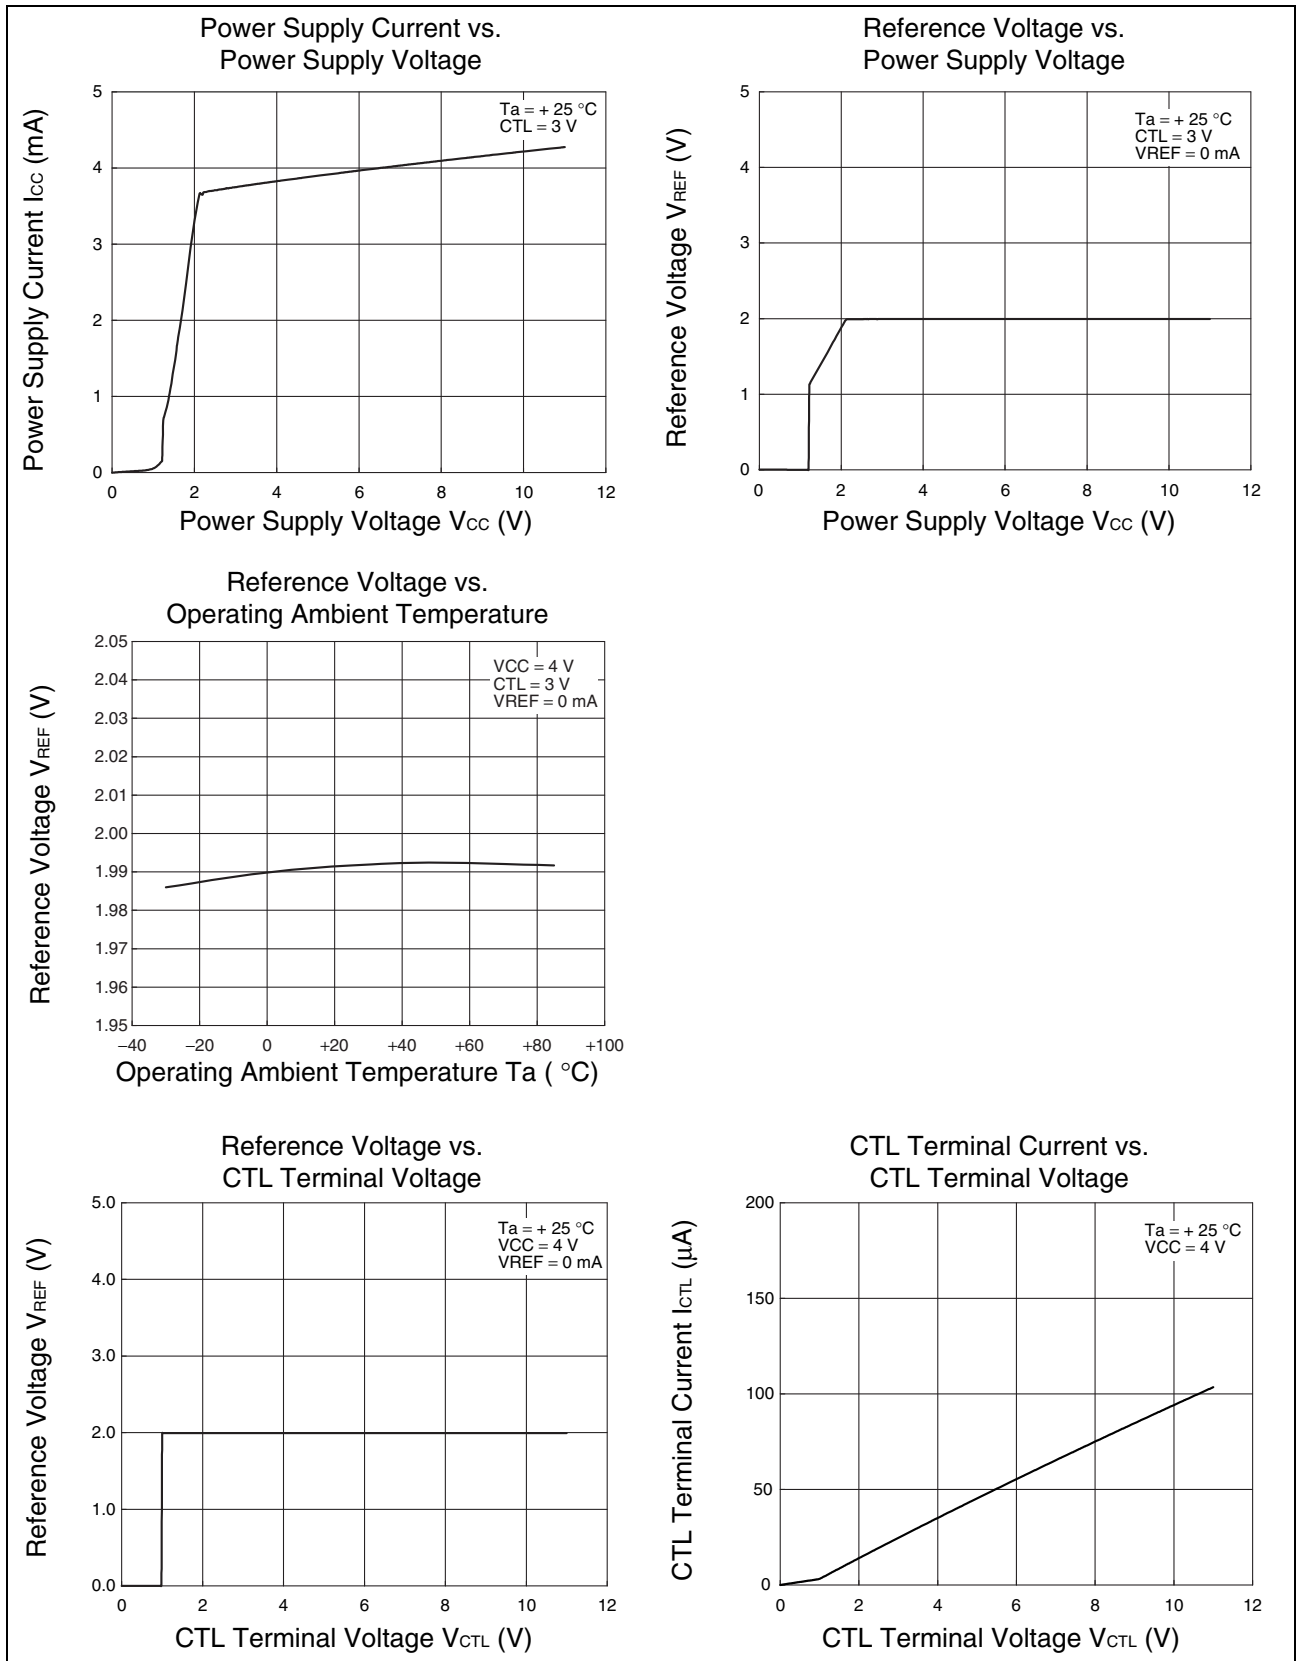 Power Supply Current vs.
Power Supply Voltage
Power Supply Current ICC (mA)
5
4
3
2
1
0
Ta = + 25 °C
CTL = 3 V
0 2 4 6 8 10 12
Power Supply Voltage VCC (V)
Reference Voltage vs.
Power Supply Voltage
Reference Voltage VREF (V)
5
4
3
2
1
0
Ta = + 25 °C
CTL = 3 V
VREF = 0 mA
0 2 4 6 8 10 12
Power Supply Voltage VCC (V)
Reference Voltage vs.
Operating Ambient Temperature
Reference Voltage VREF (V)
2.05
2.04
2.03
2.02
2.01
2.00
1.99
1.98
1.97
1.96
1.95
VCC = 4 V
CTL = 3 V
VREF = 0 mA
−40 −20 0 +20 +40 +60 +80 +100
Operating Ambient Temperature Ta ( °C)
Reference Voltage vs.
CTL Terminal Voltage
Reference Voltage VREF (V)
5.0
4.0
3.0
2.0
1.0
0.0
Ta = + 25 °C
VCC = 4 V
VREF = 0 mA
0 2 4 6 8 10 12
CTL Terminal Voltage VCTL (V)
CTL Terminal Current vs.
CTL Terminal Voltage
CTL Terminal Current ICTL (µA)
200
150
100
50
0
Ta = + 25 °C
VCC = 4 V
0 2 4 6 8 10 12
CTL Terminal Voltage VCTL (V)